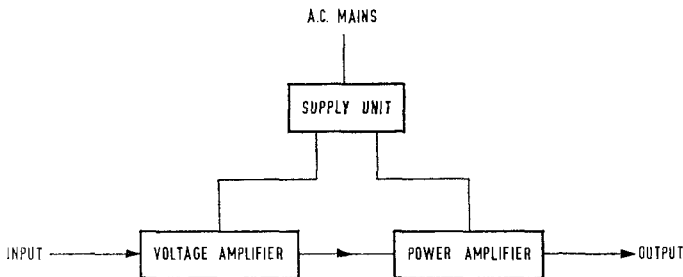 A.C. MAINS
SUPPLY UNIT
INPUT
VOLTAGE AMPLIFIER
POWER AMPLIFIER
OUTPUT